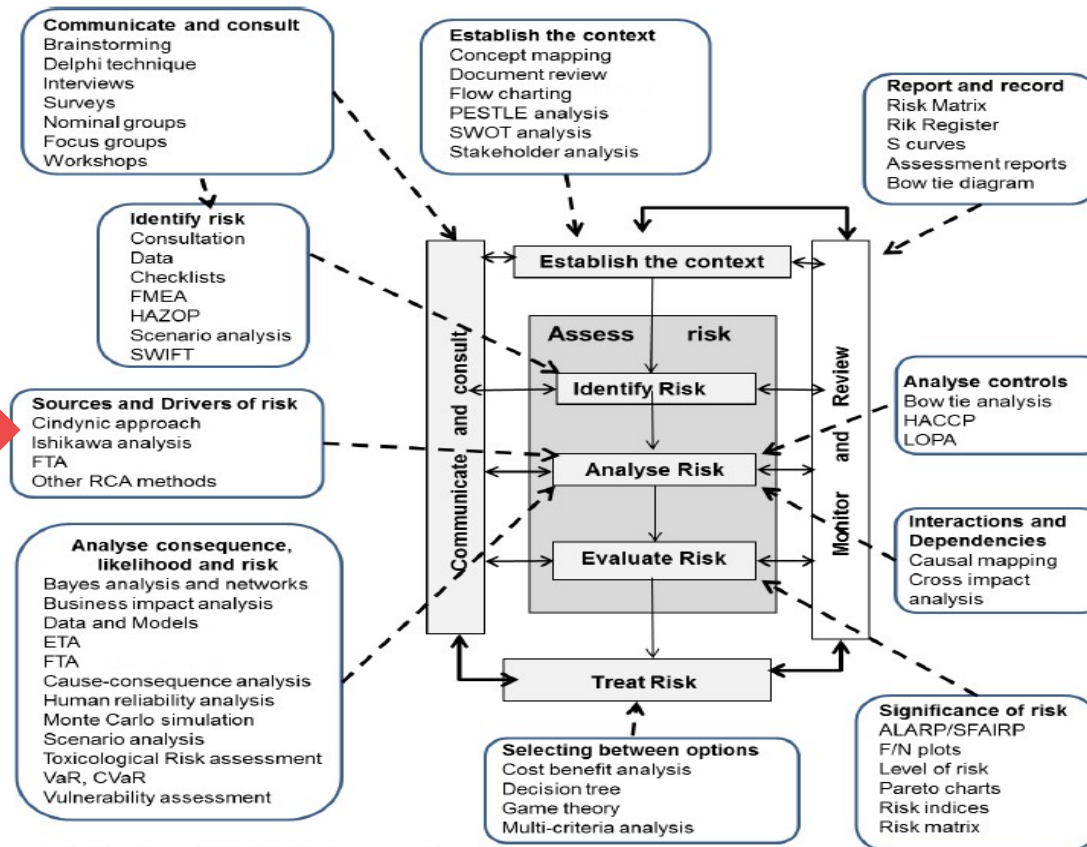 Communicate and consult
Brainstorming
Delphi technique
Interviews
Surveys
Nominal groups
Focus groups
Workshops
Establish the context
Concept mapping
Document review
Flow charting
PESTLE analysis
SWOT analysis
Stakeholder analysis
Report and record
Risk Matrix
Rik Register
S curves
Assessment reports
Bow tie diagram
Identify risk
Consultation
Data
Checklists
FMEA
HAZOP
Scenario analysis
SWIFT
Communicate and consult
Establish the context
Assess risk
Identify Risk
Analyse Risk
Evaluate Risk
Treat Risk
Monitor and Review
Sources and Drivers of risk
Cindynic approach
Ishikawa analysis
FTA
Other RCA methods
Analyse controls
Bow tie analysis
HACCP
LOPA
Interactions and
Dependencies
Causal mapping
Cross impact
analysis
Analyse consequence,
likelihood and risk
Bayes analysis and networks
Business impact analysis
Data and Models
ETA
FTA
Cause-consequence analysis
Human reliability analysis
Monte Carlo simulation
Scenario analysis
Toxicological Risk assessment
VaR, CVaR
Vulnerability assessment
Selecting between options
Cost benefit analysis
Decision tree
Game theory
Multi-criteria analysis
Significance of risk
ALARP/SFAIRP
F/N plots
Level of risk
Pareto charts
Risk indices
Risk matrix